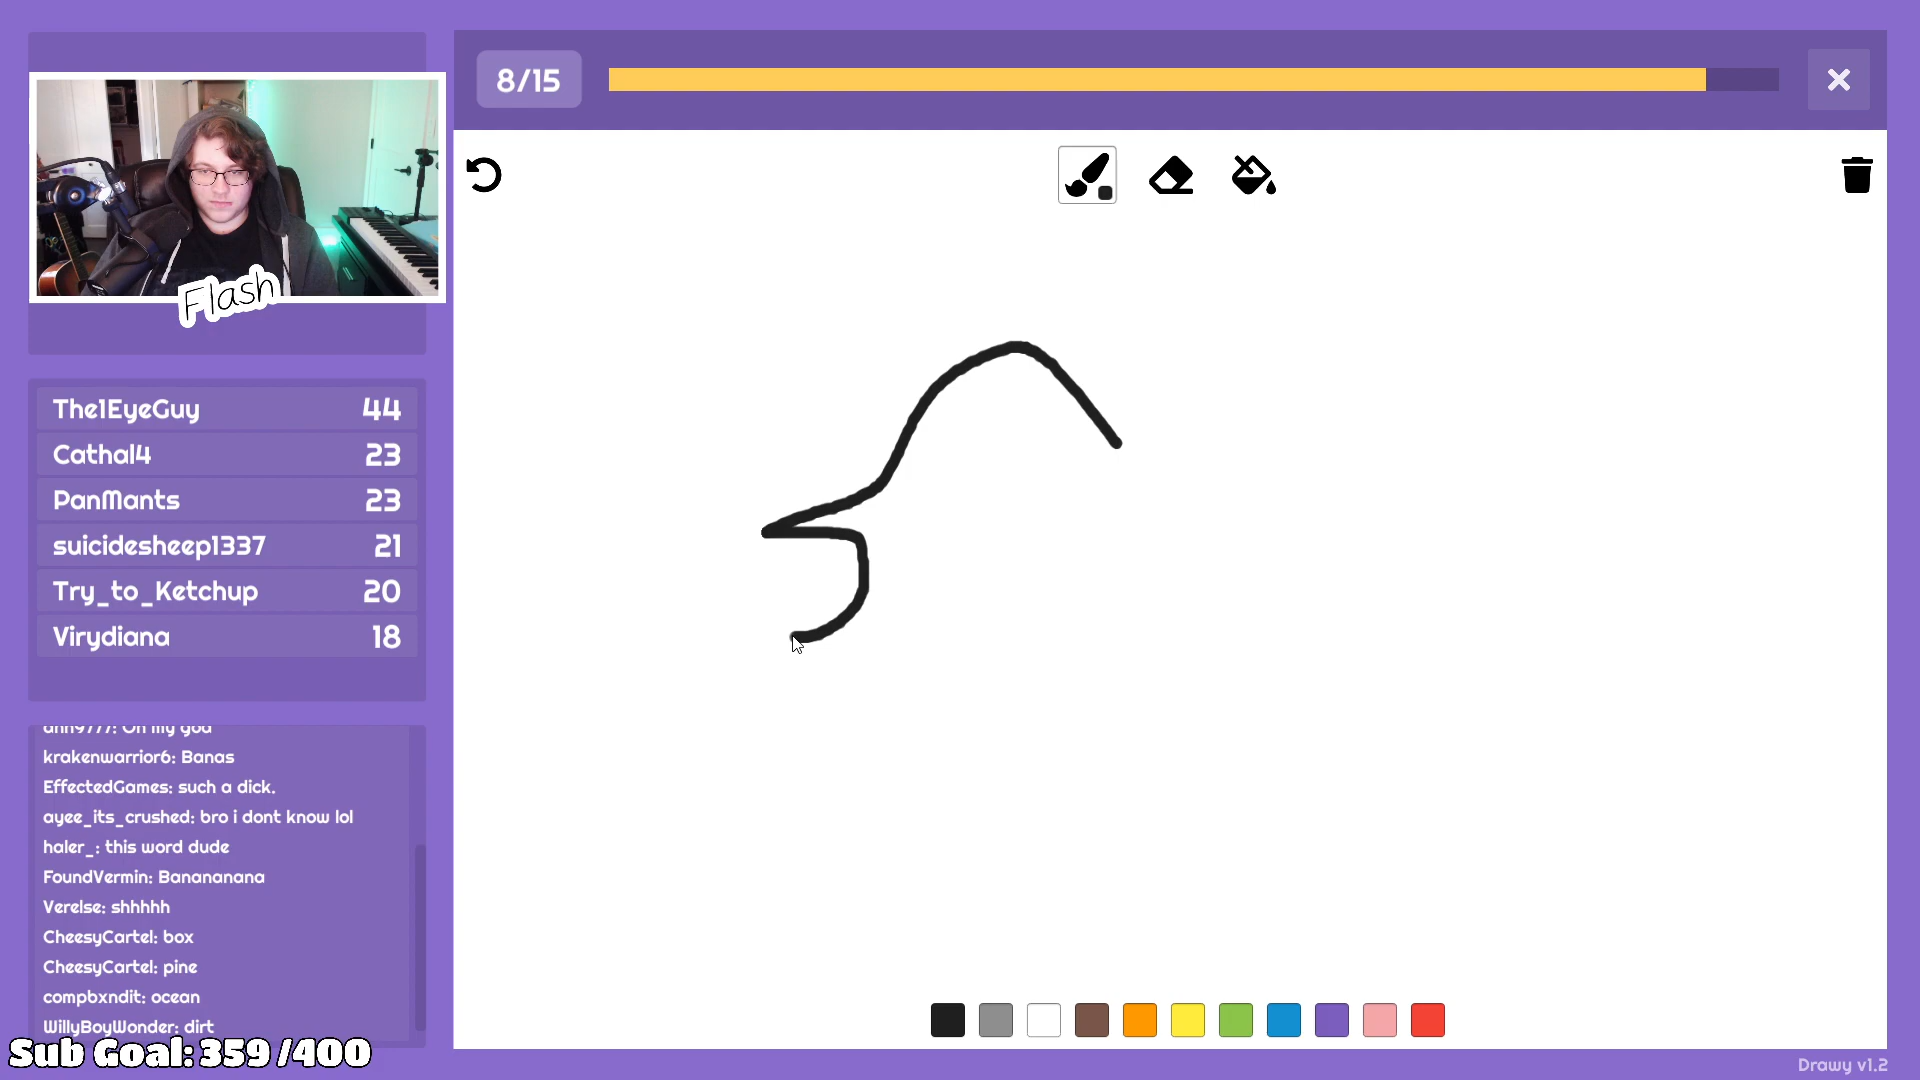 8/15
Flash
The1EyeGuy 44
Cathal4 23
PanMants 23
suicidesheep1337 21
Try_to_Ketchup 20
Virydiana 18
krakenwarrior6: Banas
EffectedGames: such a dick.
ayee_its_crushed: bro i dont know lol
haler_: this word dude
FoundVermin: Banananana
Verelse: shhhhh
CheesyCartel: box
CheesyCartel: pine
compbxndit: ocean
WillyBoyWonder: dirt
Sub Goal: 359 /400
Drawy v1.2